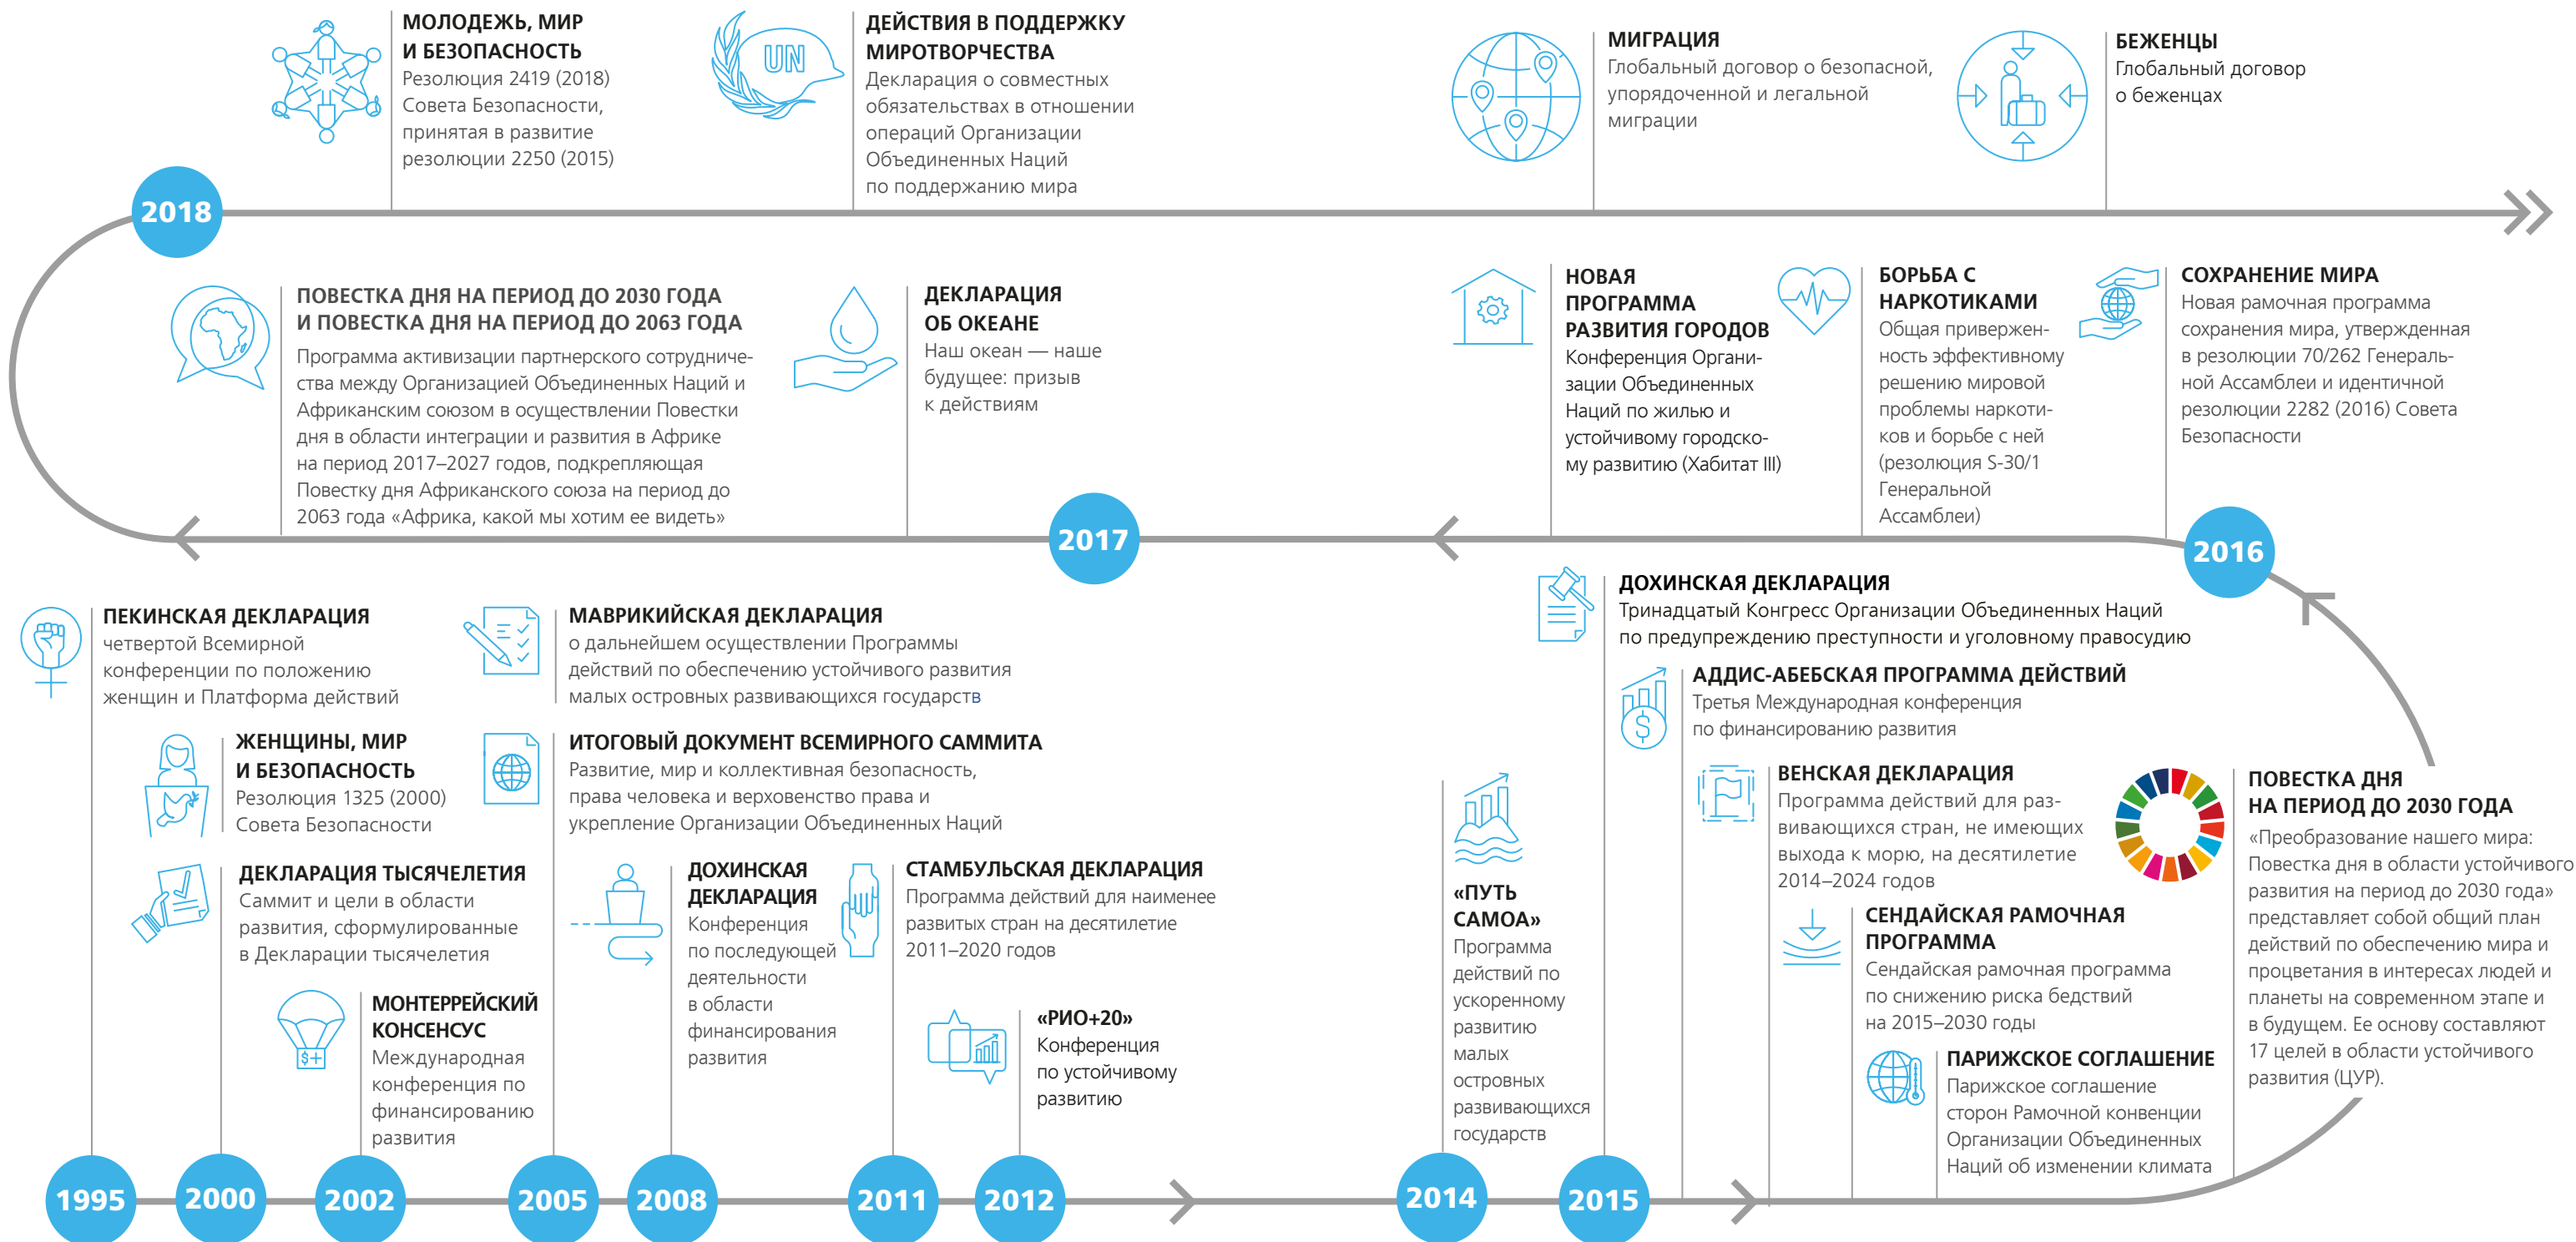 МОЛОДЕЖЬ, МИР
И БЕЗОПАСНОСТЬ
Резолюция 2419 (2018)
Совета Безопасности,
принятая в развитие
резолюции 2250 (2015)
UN
ДЕЙСТВИЯ В ПОДДЕРЖКУ
МИРОТВОРЧЕСТВА
Декларация о совместных
обязательствах в отношении
операций Организации
Объединенных Наций
по поддержанию мира
МИГРАЦИЯ
Глобальный договор о безопасной,
упорядоченной и легальной
миграции
БЕЖЕНЦЫ
Глобальный договор
о беженцах
2018
ПОВЕСТКА ДНЯ НА ПЕРИОД ДО 2030 ГОДА
И ПОВЕСТКА ДНЯ НА ПЕРИОД ДО 2063 ГОДА
Программа активизации партнерского сотрудниче-
ства между Организацией Объединенных Наций и
Африканским союзом в осуществлении Повестки
дня в области интеграции и развития в Африке
на период 2017–2027 годов, подкрепляющая
Повестку дня Африканского союза на период до
2063 года «Африка, какой мы хотим ее видеть»
ДЕКЛАРАЦИЯ
ОБ ОКЕАНЕ
Наш океан — наше
будущее: призыв
к действиям
НОВАЯ
ПРОГРАММА
РАЗВИТИЯ ГОРОДОВ
Конференция Органи-
зации Объединенных
Наций по жилью и
устойчивому городско-
му развитию (Хабитат III)
БОРЬБА С
НАРКОТИКАМИ
Общая привержен-
ность эффективному
решению мировой
проблемы наркоти-
ков и борьбе с ней
(резолюция S-30/1
Генеральной
Ассамблеи)
СОХРАНЕНИЕ МИРА
Новая рамочная программа
сохранения мира, утвержденная
в резолюции 70/262 Генераль-
ной Ассамблеи и идентичной
резолюции 2282 (2016) Совета
Безопасности
2017
2016
ПЕКИНСКАЯ ДЕКЛАРАЦИЯ
четвертой Всемирной
конференции по положению
женщин и Платформа действий
ЖЕНЩИНЫ, МИР
И БЕЗОПАСНОСТЬ
Резолюция 1325 (2000)
Совета Безопасности
ДЕКЛАРАЦИЯ ТЫСЯЧЕЛЕТИЯ
Саммит и цели в области
развития, сформулированные
в Декларации тысячелетия
$+
МОНТЕРРЕЙСКИЙ
КОНСЕНСУС
Международная
конференция по
финансированию
развития
МАВРИКИЙСКАЯ ДЕКЛАРАЦИЯ
о дальнейшем осуществлении Программы
действий по обеспечению устойчивого развития
малых островных развивающихся государств
ИТОГОВЫЙ ДОКУМЕНТ ВСЕМИРНОГО САММИТА
Развитие, мир и коллективная безопасность,
права человека и верховенство права и
укрепление Организации Объединенных Наций
ДОХИНСКАЯ
ДЕКЛАРАЦИЯ
Конференция
по последующей
деятельности
в области
финансирования
развития
СТАМБУЛЬСКАЯ ДЕКЛАРАЦИЯ
Программа действий для наименее
развитых стран на десятилетие
2011–2020 годов
«РИО+20»
Конференция
по устойчивому
развитию
«ПУТЬ
САМОА»
Программа
действий по
ускоренному
развитию
малых
островных
развивающихся
государств
ДОХИНСКАЯ ДЕКЛАРАЦИЯ
Тринадцатый Конгресс Организации Объединенных Наций
по предупреждению преступности и уголовному правосудию
$
АДДИС-АБЕБСКАЯ ПРОГРАММА ДЕЙСТВИЙ
Третья Международная конференция
по финансированию развития
ВЕНСКАЯ ДЕКЛАРАЦИЯ
Программа действий для раз-
вивающихся стран, не имеющих
выхода к морю, на десятилетие
2014–2024 годов
СЕНДАЙСКАЯ РАМОЧНАЯ
ПРОГРАММА
Сендайская рамочная программа
по снижению риска бедствий
на 2015–2030 годы
ПАРИЖСКОЕ СОГЛАШЕНИЕ
Парижское соглашение
сторон Рамочной конвенции
Организации Объединенных
Наций об изменении климата
ПОВЕСТКА ДНЯ
НА ПЕРИОД ДО 2030 ГОДА
«Преобразование нашего мира:
Повестка дня в области устойчивого
развития на период до 2030 года»
представляет собой общий план
действий по обеспечению мира и
процветания в интересах людей и
планеты на современном этапе и
в будущем. Ее основу составляют
17 целей в области устойчивого
развития (ЦУР).
1995
2000
2002
2005
2008
2011
2012
2014
2015